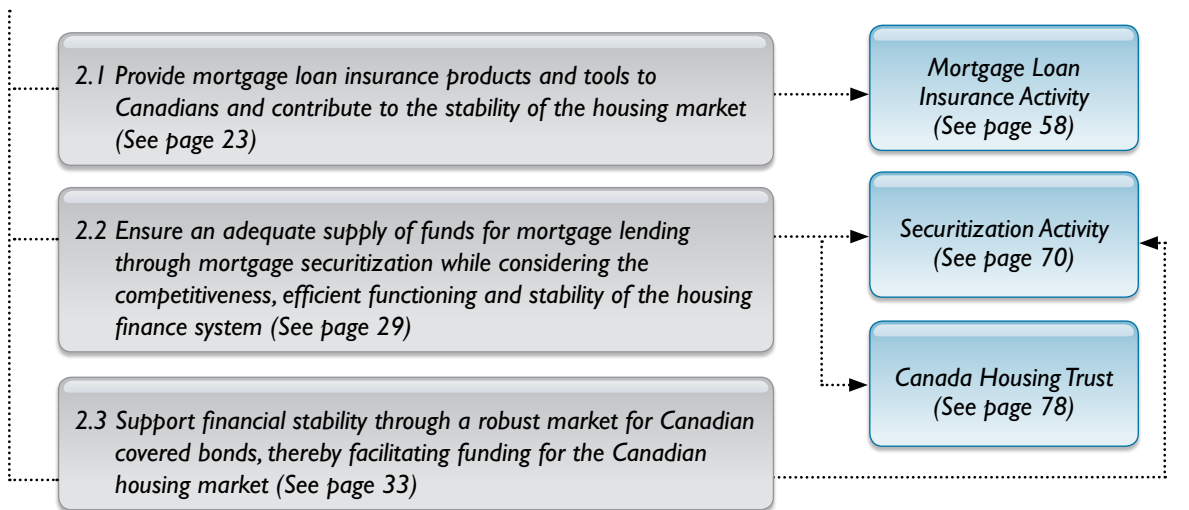 2.1 Provide mortgage loan insurance products and tools to
Canadians and contribute to the stability of the housing market
(See page 23)
Mortgage Loan
Insurance Activity
(See page 58)
2.2 Ensure an adequate supply of funds for mortgage lending
through mortgage securitization while considering the
competitiveness, efficient functioning and stability of the housing
finance system (See page 29)
Securitization Activity
(See page 70)
Canada Housing Trust
(See page 78)
2.3 Support financial stability through a robust market for Canadian
covered bonds, thereby facilitating funding for the Canadian
housing market (See page 33)